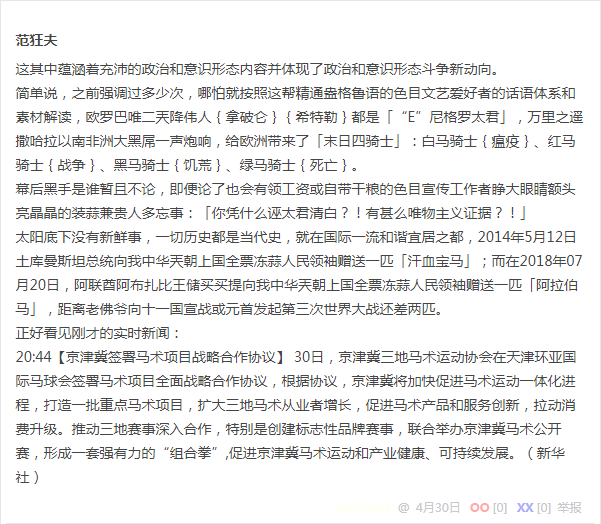 范狂夫
这其中蕴涵着充沛的政治和意识形态内容并体现了政治和意识形态斗争新动向。
简单说，之前强调过多少次，哪怕就按照这帮精通盎格鲁语的色目文艺爱好者的话语体系和
素材解读，欧罗巴唯二天降伟人｛拿破仑｝｛希特勒｝都是「“E”尼格罗太君」，万里之遥
撒哈拉以南非洲大黑屌一声炮响，给欧洲带来了「末日四骑士」：白马骑士｛瘟疫｝、红马
骑士｛战争｝、黑马骑士｛饥荒｝、绿马骑士｛死亡｝。
幕后黑手是谁暂且不论，即便论了也会有领工资或自带干粮的色目宣传工作者睁大眼睛额头
亮晶晶的装蒜兼贵人多忘事：「你凭什么诬太君清白？！有甚么唯物主义证据？！」
太阳底下没有新鲜事，一切历史都是当代史，就在国际一流和谐宜居之都，2014年5月12日
土库曼斯坦总统向我中华天朝上国全票冻蒜人民领袖赠送一匹「汗血宝马」；而在2018年07
月20日，阿联酋阿布扎比王储买买提向我中华天朝上国全票冻蒜人民领袖赠送一匹「阿拉伯
马」，距离老佛爷向十一国宣战或元首发起第三次世界大战还差两匹。
正好看见刚才的实时新闻：
20:44【京津冀签署马术项目战略合作协议】 30日，京津冀三地马术运动协会在天津环亚国
际马球会签署马术项目全面战略合作协议，根据协议，京津冀将加快促进马术运动一体化进
程，打造一批重点马术项目，扩大三地马术从业者增长，促进马术产品和服务创新，拉动消
费升级。推动三地赛事深入合作，特别是创建标志性品牌赛事，联合举办京津冀马术公开
赛，形成一套强有力的“组合拳”,促进京津冀马术运动和产业健康、可持续发展。（新华
社）
@ 4月30日 OO [0] XX [0] 举报